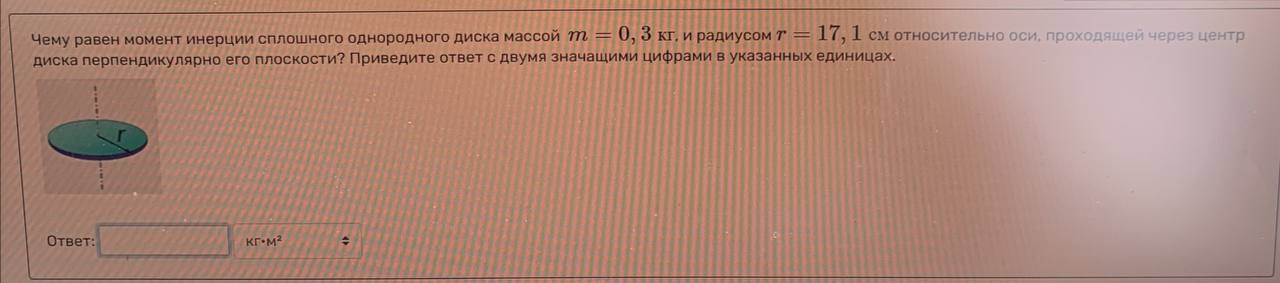 Чему равен момент инерции сплошного однородного диска массой m = 0, 3 кг, и радиусом r = 17, 1 см относительно оси, проходящей через центр
диска перпендикулярно его плоскости? Приведите ответ с двумя значащими цифрами в указанных единицах.
r
Ответ: кг•м²